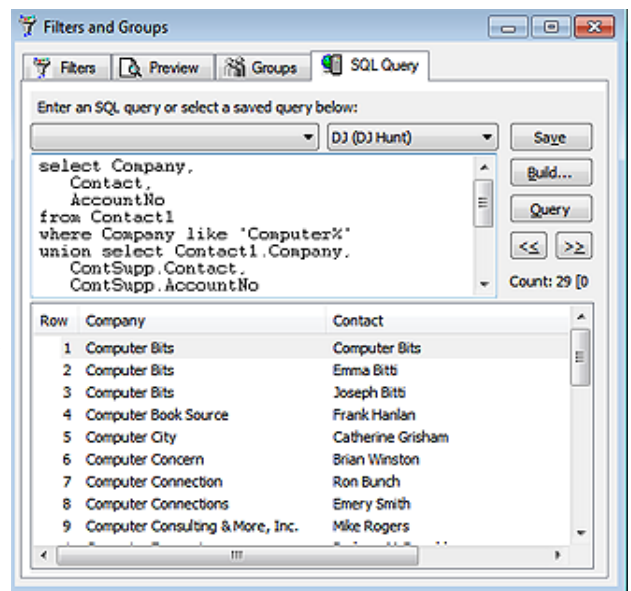 Filters and Groups
Filters Preview Groups SQL Query
Enter an SQL query or select a saved query below:
DJ (DJ Hunt) Save
select Company,
Contact,
AccountNo
from Contact1
where Company like 'Computer%'
union select Contact1.Company,
ContSupp.Contact,
ContSupp.AccountNo
Build...
Query
<< >>
Count: 29 [0
Row Company Contact
1 Computer Bits Computer Bits
2 Computer Bits Emma Bitti
3 Computer Bits Joseph Bitti
4 Computer Book Source Frank Hanlan
5 Computer City Catherine Grisham
6 Computer Concern Brian Winston
7 Computer Connection Ron Bunch
8 Computer Connections Emery Smith
9 Computer Consulting & More, Inc. Mike Rogers